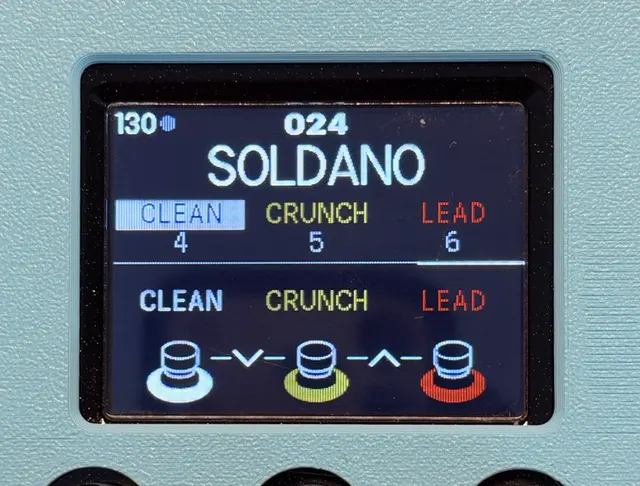 130 024
SOLDANO
CLEAN CRUNCH LEAD
4 5 6
CLEAN CRUNCH LEAD